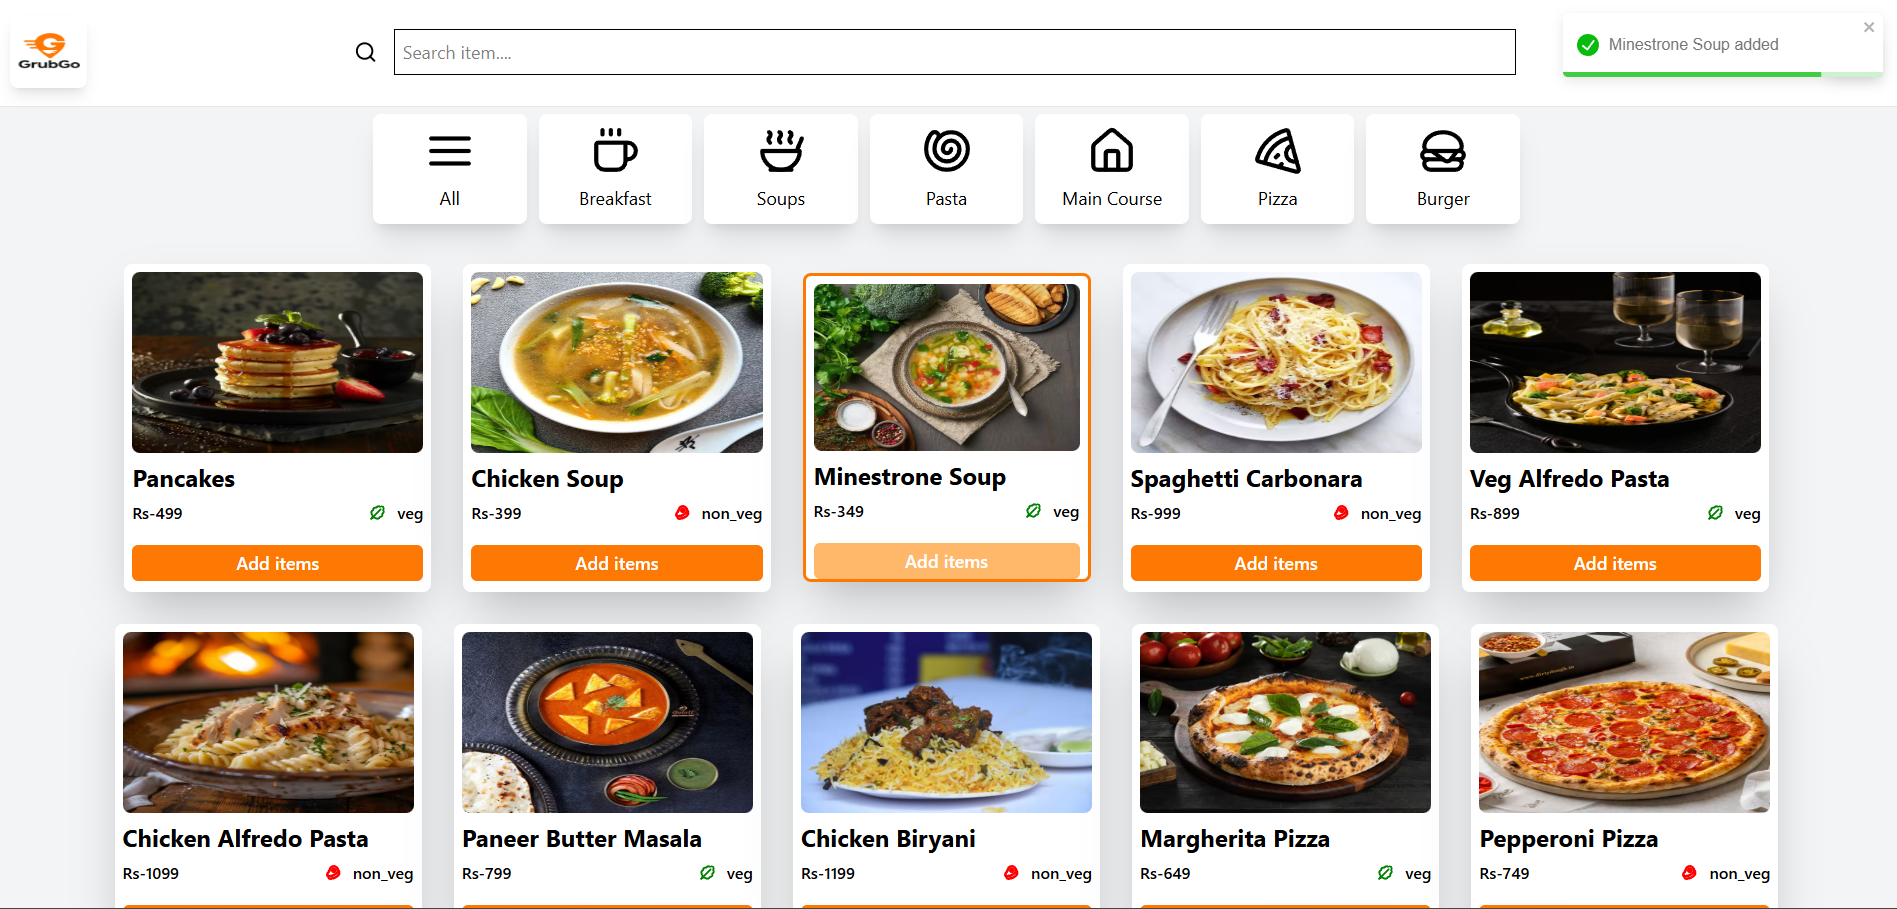 GrubGo
Search item....
Minestrone Soup added
All
Breakfast
Soups
Pasta
Main Course
Pizza
Burger
Pancakes
Rs-499 veg
Add items
Chicken Soup
Rs-399 non_veg
Add items
Minestrone Soup
Rs-349 veg
Add items
Spaghetti Carbonara
Rs-999 non_veg
Add items
Veg Alfredo Pasta
Rs-899 veg
Add items
Chicken Alfredo Pasta
Rs-1099 non_veg
Paneer Butter Masala
Rs-799 veg
Chicken Biryani
Rs-1199 non_veg
Margherita Pizza
Rs-649 veg
Pepperoni Pizza
Rs-749 non_veg